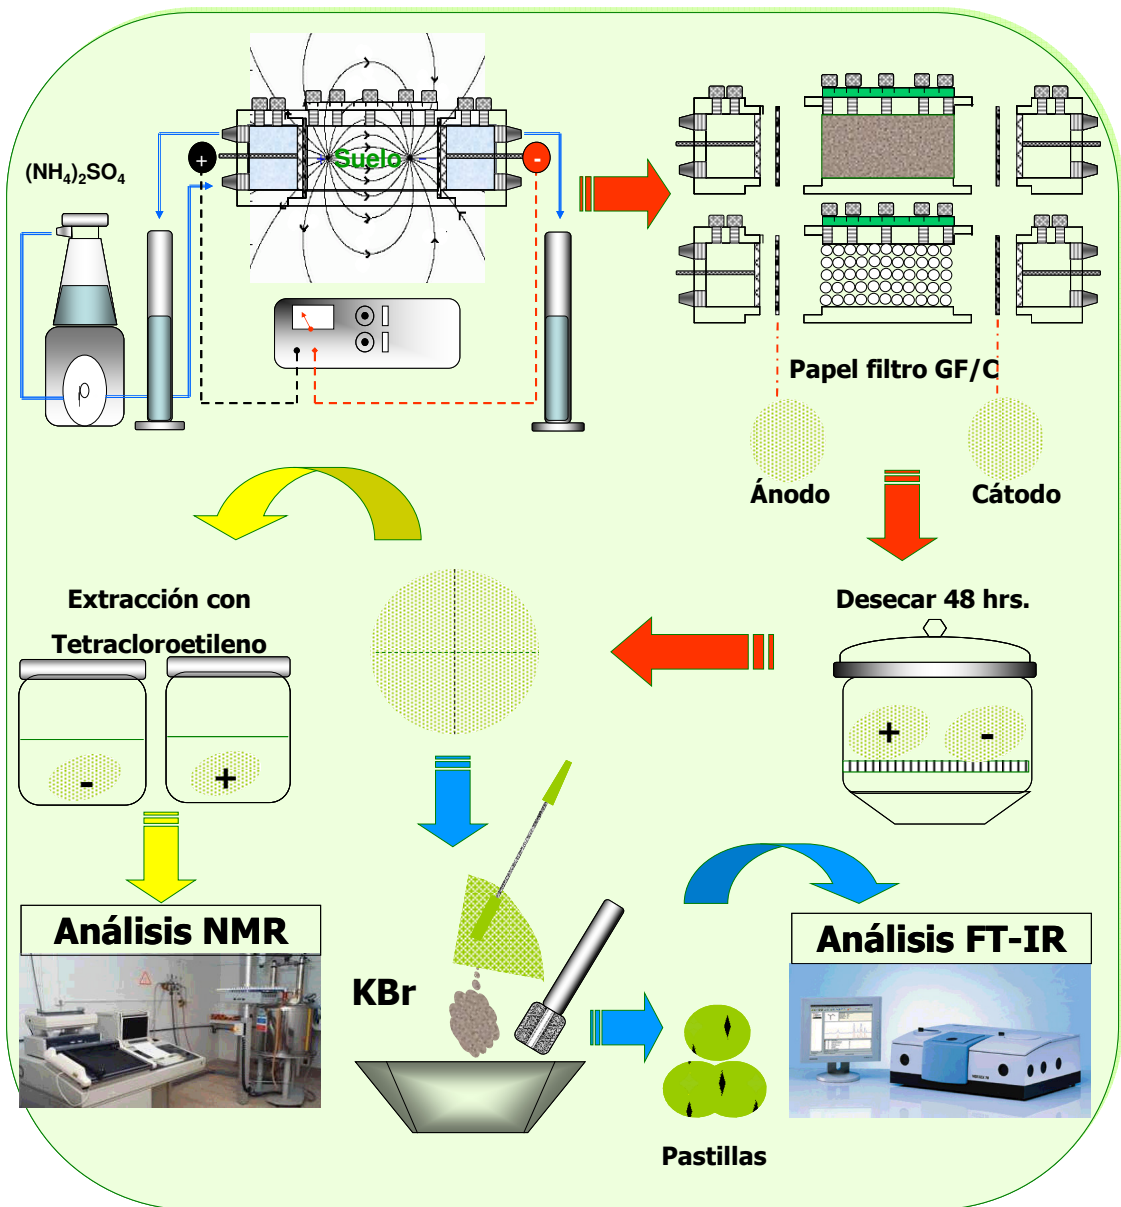 (NH4)2SO4
+
Suelo
-
ρ
Papel filtro GF/C
Ánodo
Cátodo
Extracción con
Tetracloroetileno
Desecar 48 hrs.
+
-
-
+
Análisis NMR
KBr
Análisis FT-IR
Pastillas